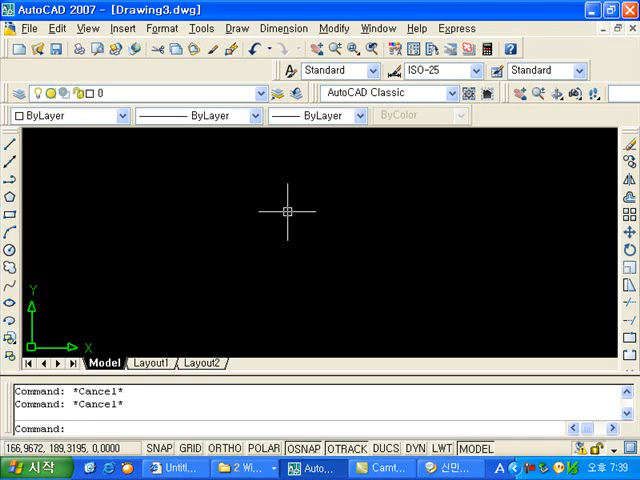 AutoCAD 2007 - [Drawing3.dwg]
File Edit View Insert Format Tools Draw Dimension Modify Window Help Express
Standard ISO-25 Standard
0 AutoCAD Classic
ByLayer ByLayer ByLayer ByColor
Y
X
Model Layout1 Layout2
Command: *Cancel*
Command: *Cancel*
Command:
166,9672, 189,3195, 0,0000 SNAP GRID ORTHO POLAR OSNAP OTRACK DUCS DYN LWT MODEL
시작 Untitl,,, 2 Wi... Auto,,, Camt,,, 신민,,, A 오후 7:39